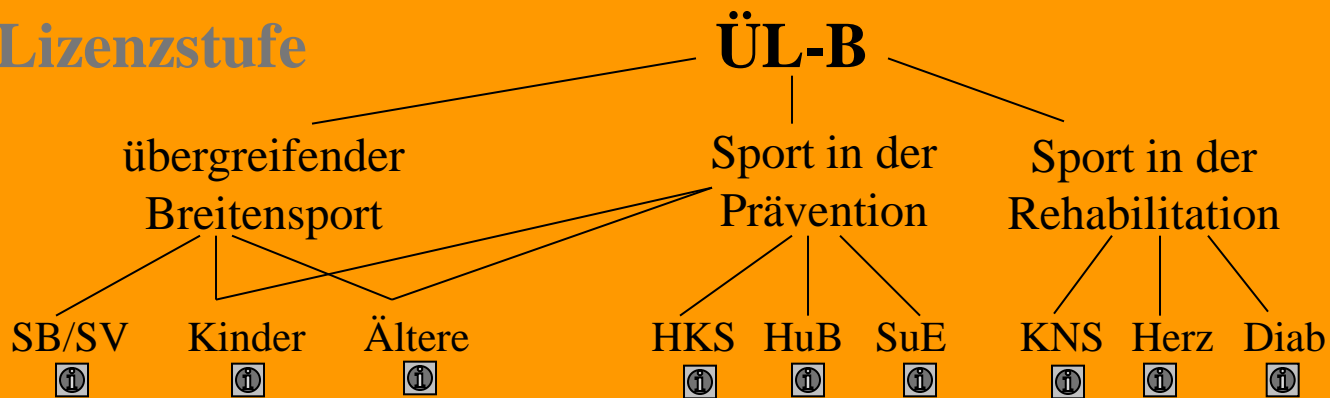 Lizenzstufe
ÜL-B
übergreifender
Breitensport
Sport in der
Prävention
Sport in der
Rehabilitation
SB/SV Kinder Ältere HKS HuB SuE KNS Herz Diab